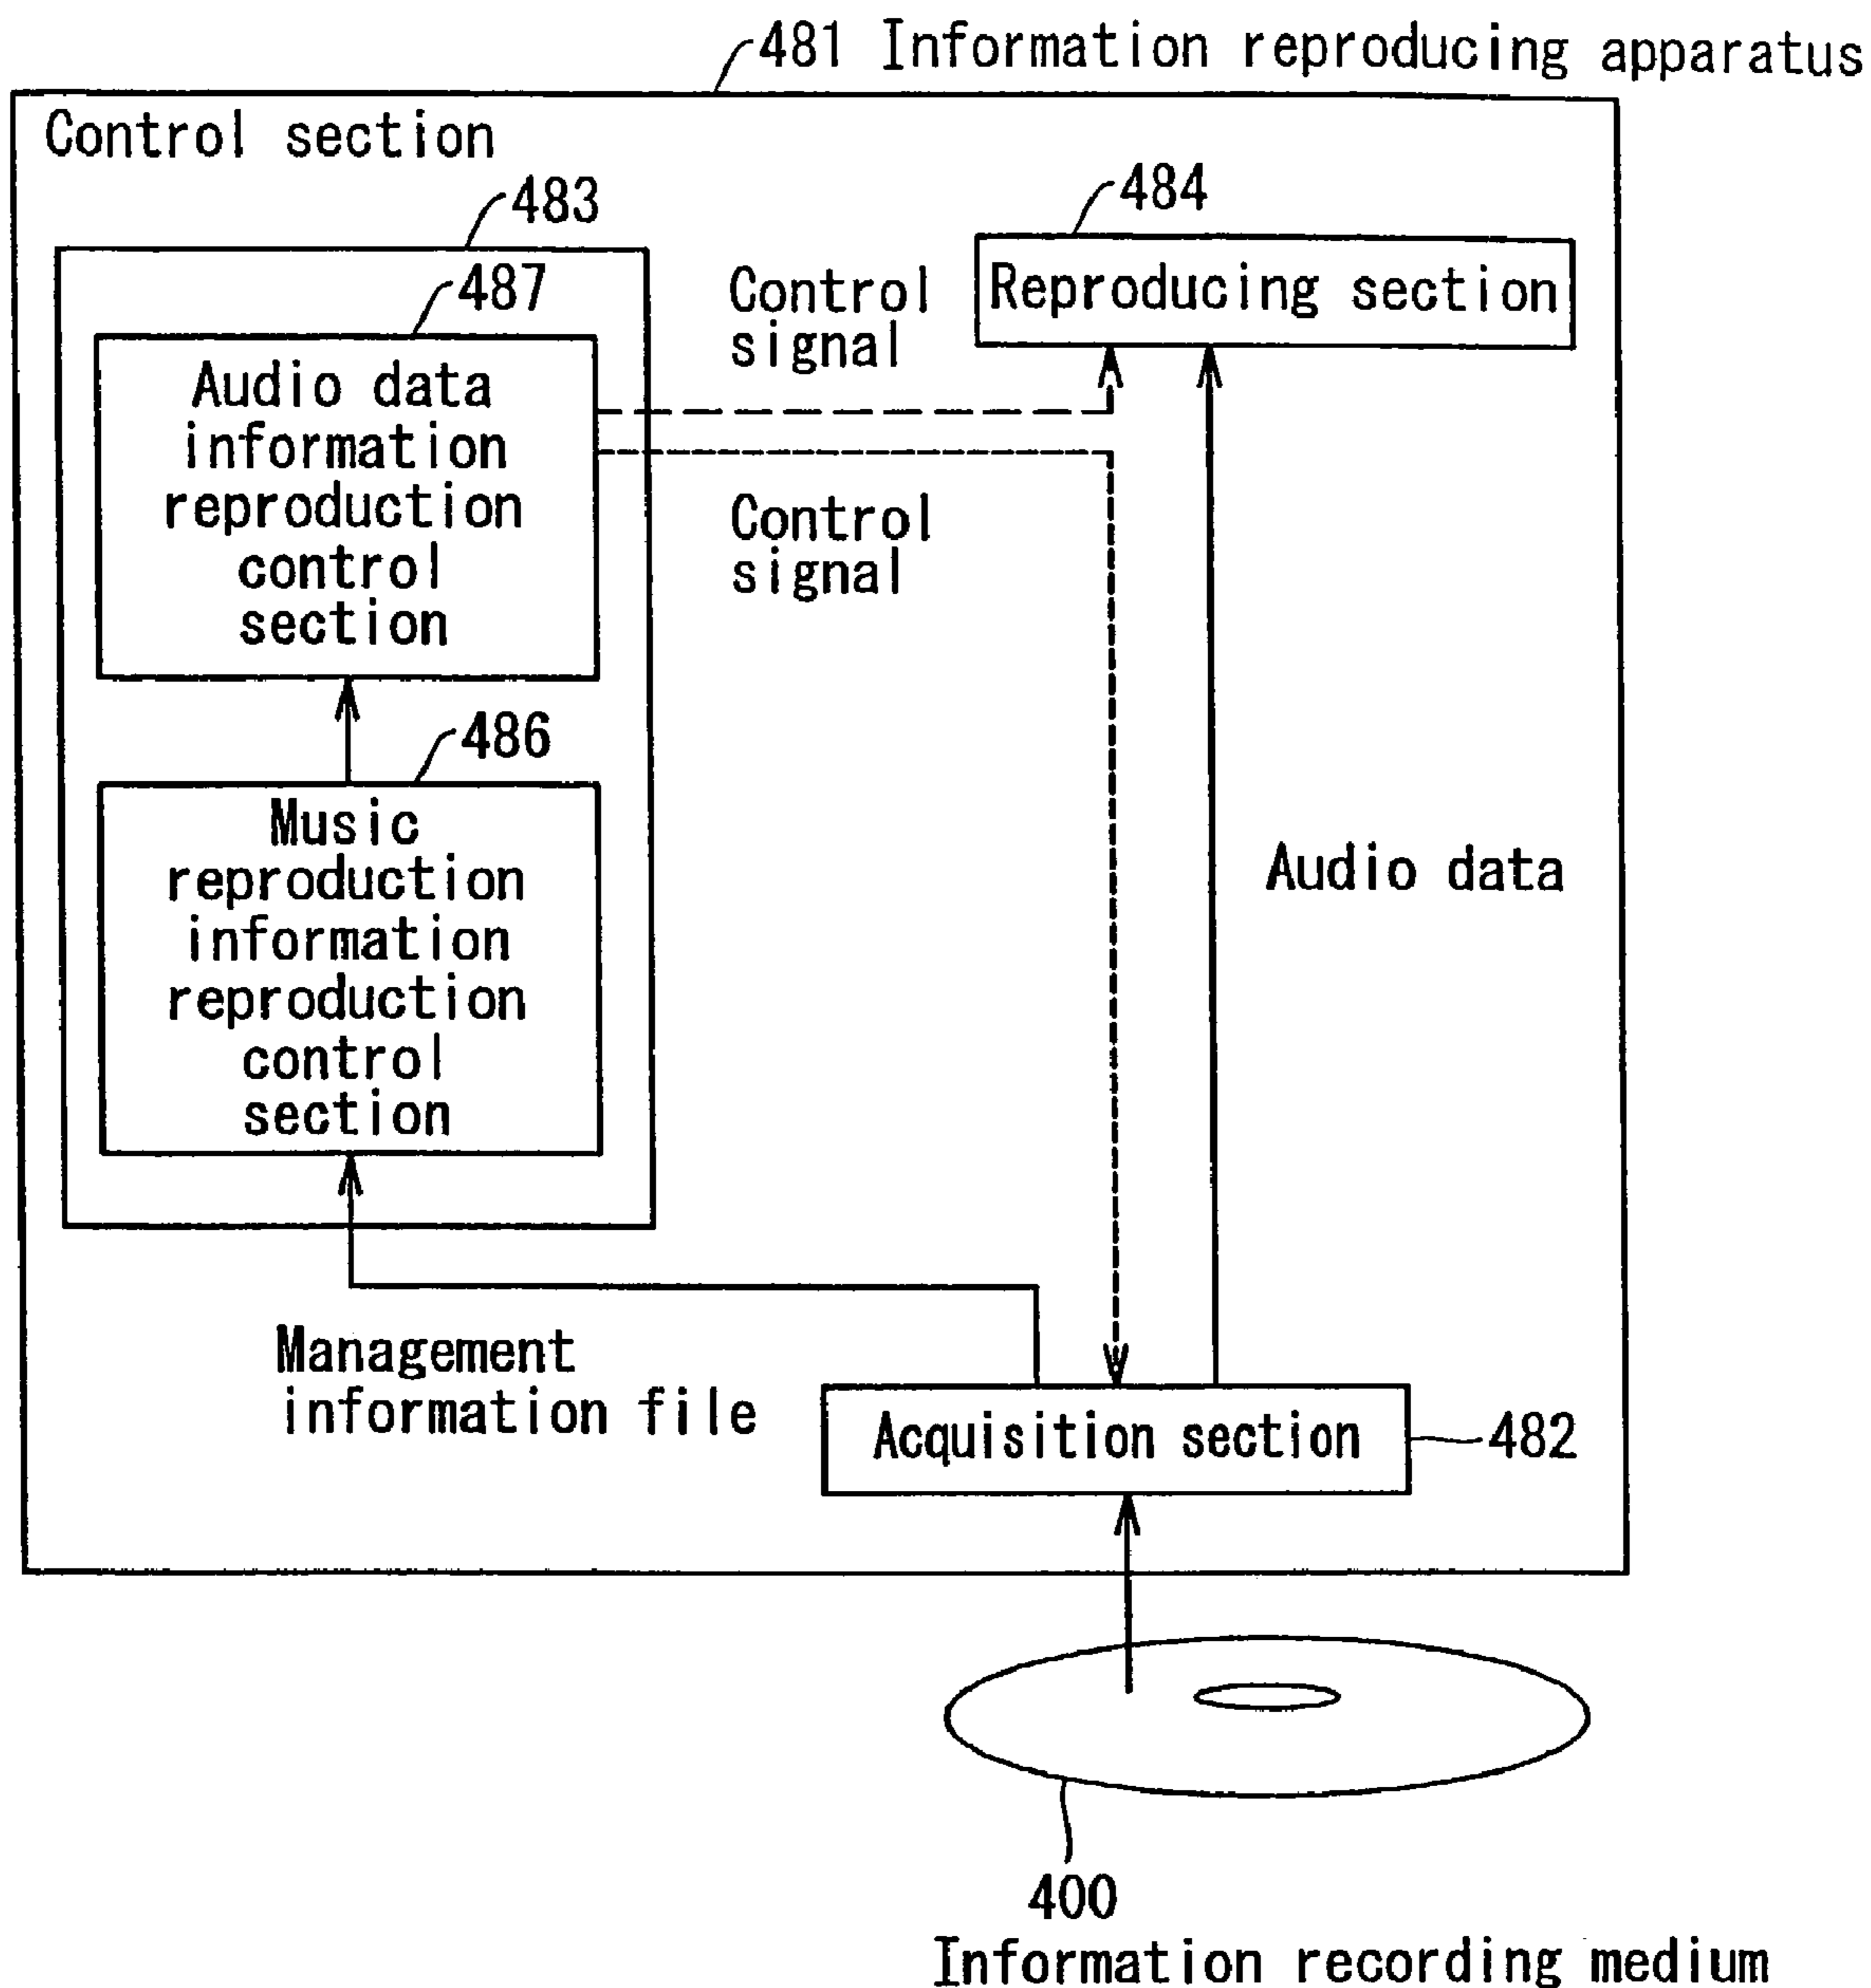 481 Information reproducing apparatus
Control section
483
484
487
Reproducing section
Control
signal
Audio data
information
reproduction
control
section
Control
signal
486
Music
reproduction
information
reproduction
control
section
Audio data
Management
information file
Acquisition section
482
400
Information recording medium